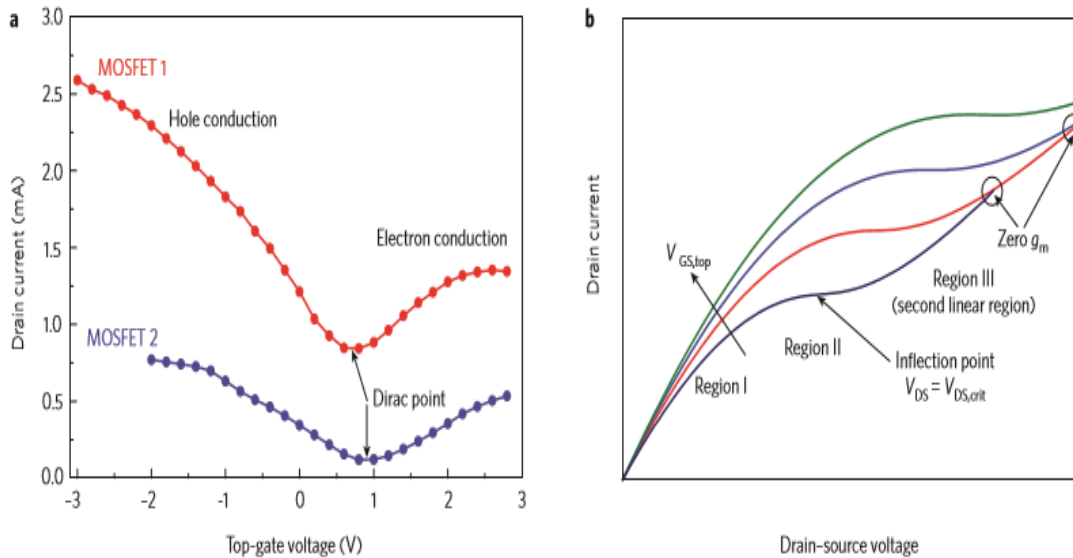 a
3.0
2.5
2.0
1.5
1.0
0.5
0.0
Drain current (mA)
MOSFET 1
Hole conduction
Electron conduction
MOSFET 2
Dirac point
-3
-2
-1
0
1
2
3
Top-gate voltage (V)
b
Drain current
V GS,top
Zero gm
Region III
(second linear region)
Region II
Inflection point
VDS = VDS,crit
Region I
Drain–source voltage